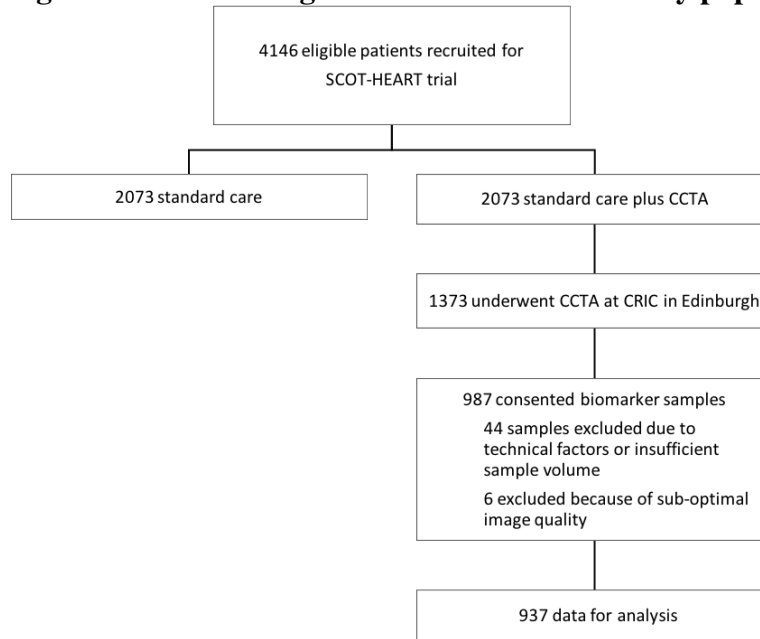 4146 eligible patients recruited for
SCOT-HEART trial
2073 standard care
2073 standard care plus CCTA
1373 underwent CCTA at CRIC in Edinburgh
987 consented biomarker samples
44 samples excluded due to
technical factors or insufficient
sample volume
6 excluded because of sub-optimal
image quality
937 data for analysis